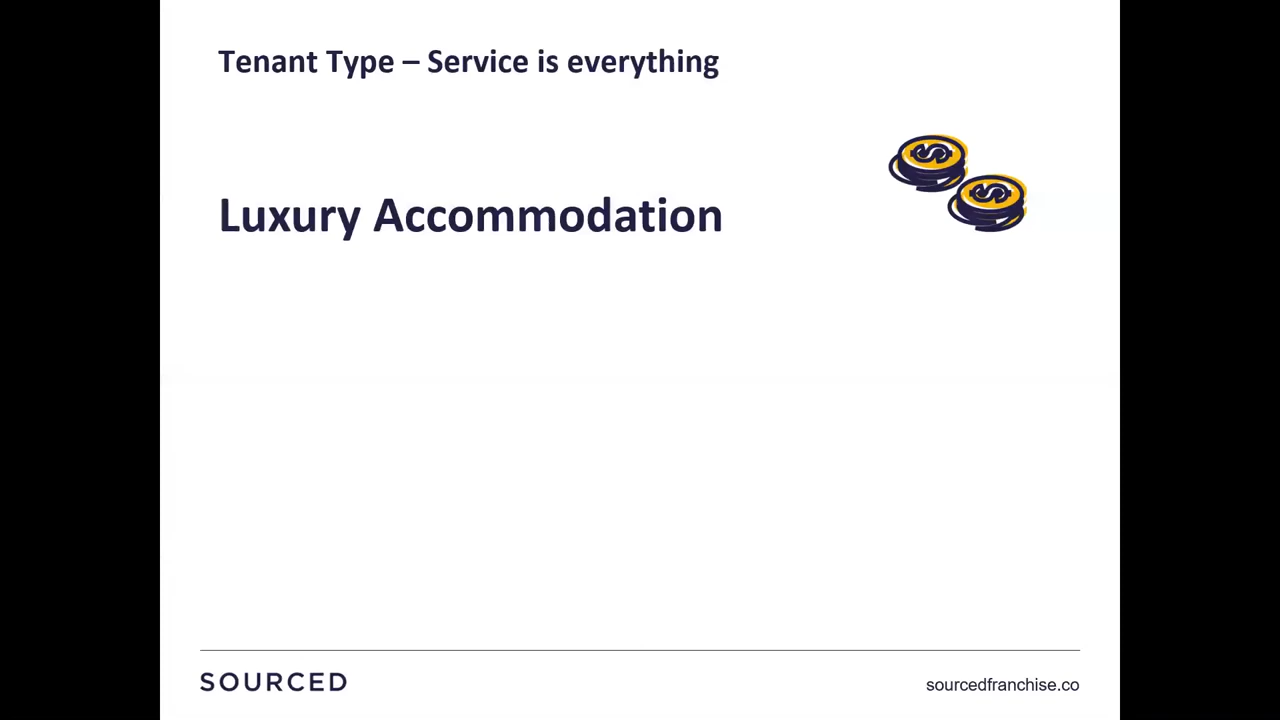 Tenant Type – Service is everything
Luxury Accommodation
SOURCED
sourcedfranchise.co